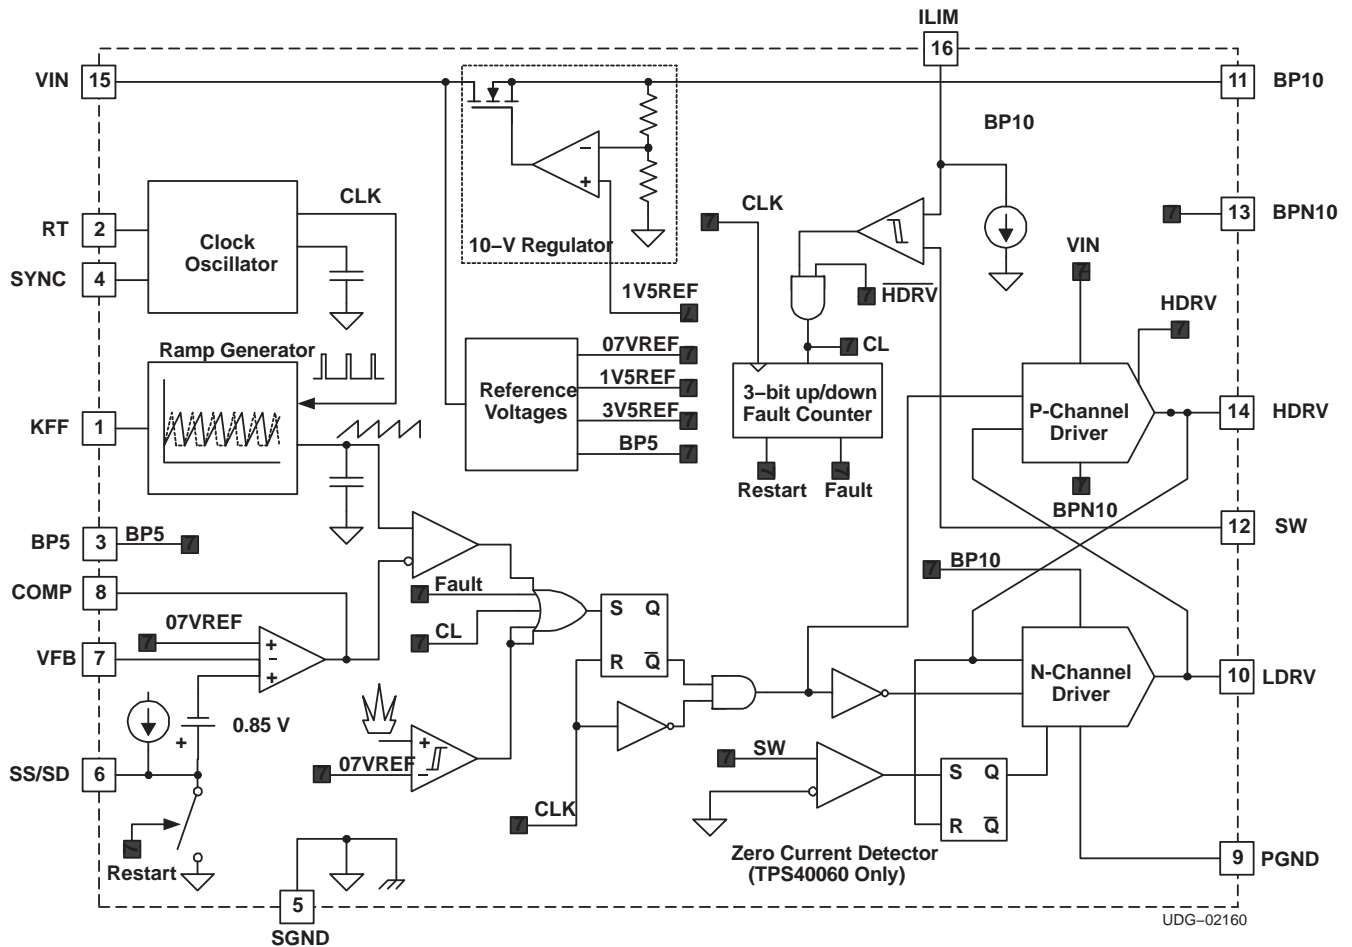 ILIM
16
VIN 15
11 BP10
BP10
CLK
CLK
13 BPN10
RT 2
Clock
Oscillator
10−V Regulator
VIN
SYNC 4
1V5REF
HDRV
HDRV
Ramp Generator
07VREF
CL
Reference
Voltages
1V5REF
3V5REF
BP5
3−bit up/down
Fault Counter
P-Channel
Driver
14 HDRV
KFF 1
Restart
Fault
BPN10
12 SW
BP5 3 BP5
BP10
COMP 8
Fault
S Q
R Q
CL
07VREF
+
−
+
VFB 7
N-Channel
Driver
10 LDRV
0.85 V
+
SW
07VREF
+
−
SS/SD 6
S Q
R Q
CLK
Zero Current Detector
(TPS40060 Only)
9 PGND
Restart
5
SGND
UDG−02160